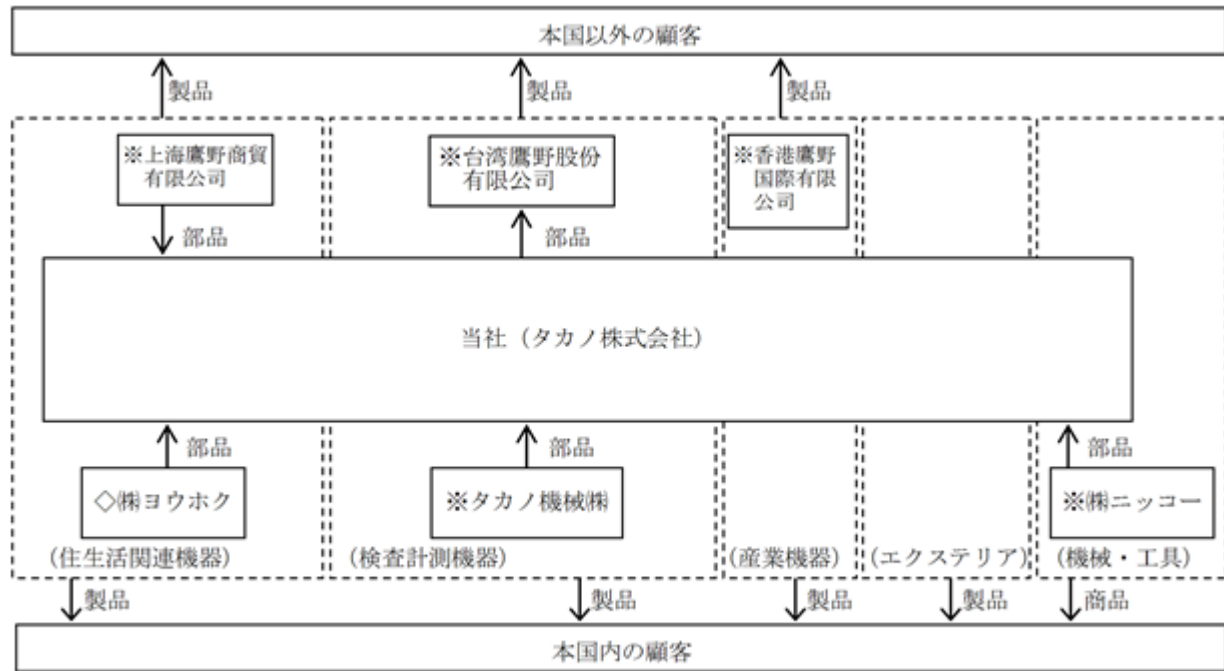 本国以外の顧客
製品
製品
製品
※上海鷹野商貿
有限公司
※台湾鷹野股份
有限公司
※香港鷹野
国際有限
公司
部品
部品
当社（タカノ株式会社）
部品
部品
部品
◇㈱ヨウホク
※タカノ機械㈱
※㈱ニッコー
(住生活関連機器)
(検査計測機器)
(産業機器)
(エクステリア)
(機械・工具)
製品
製品
製品
製品
商品
本国内の顧客